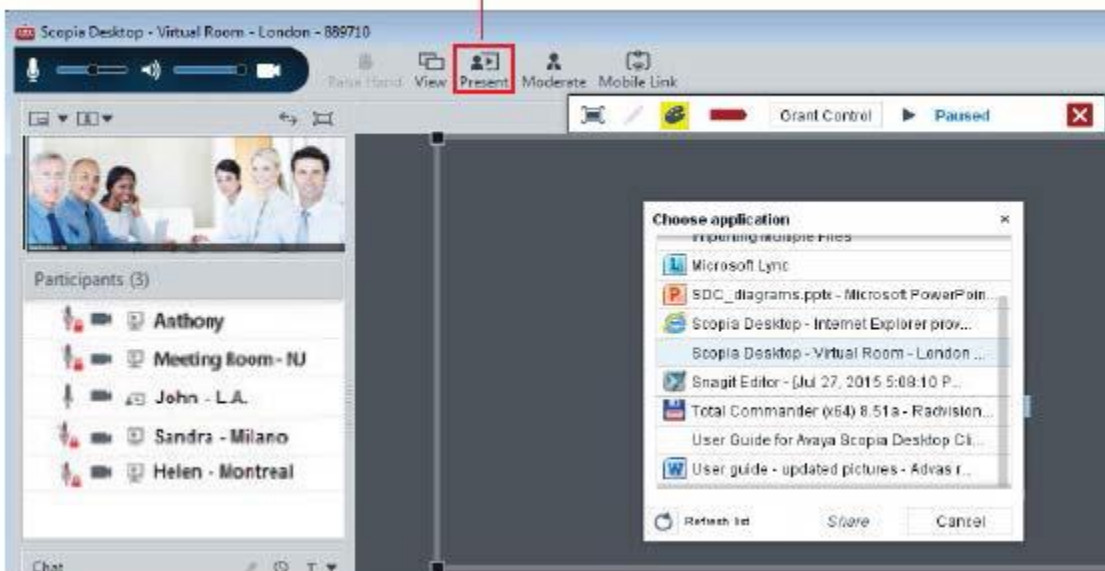 Scopia Desktop - Virtual Room - London - 889710
Raise Hand View Present Moderate Mobile Link
Grant Control Paused
Choose application
Importing Multiple Files
Microsoft Lync
Participants (3)
SDC_diagrams.pptx - Microsoft PowerPoin...
Anthony
Scopia Desktop - Internet Explorer prov...
Meeting Room - NJ
Scopia Desktop - Virtual Room - London ...
John - L.A.
Snagit Editor - [Jul 27, 2015 5:08:10 P...
Sandra - Milano
Total Commander (x64) 8.51a - Radvision...
Helen - Montreal
User Guide for Avaya Scopia Desktop Cli...
User guide - updated pictures - Advas r...
Refresh list Share Cancel
Chat T